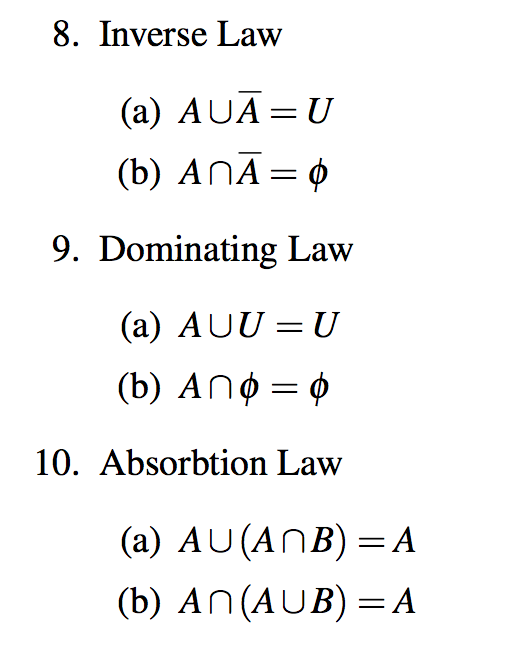 8. Inverse Law
(a) A∪A̅ = U
(b) A∩A̅ = ϕ
9. Dominating Law
(a) A∪U = U
(b) A∩ϕ = ϕ
10. Absorbtion Law
(a) A∪(A∩B) = A
(b) A∩(A∪B) = A